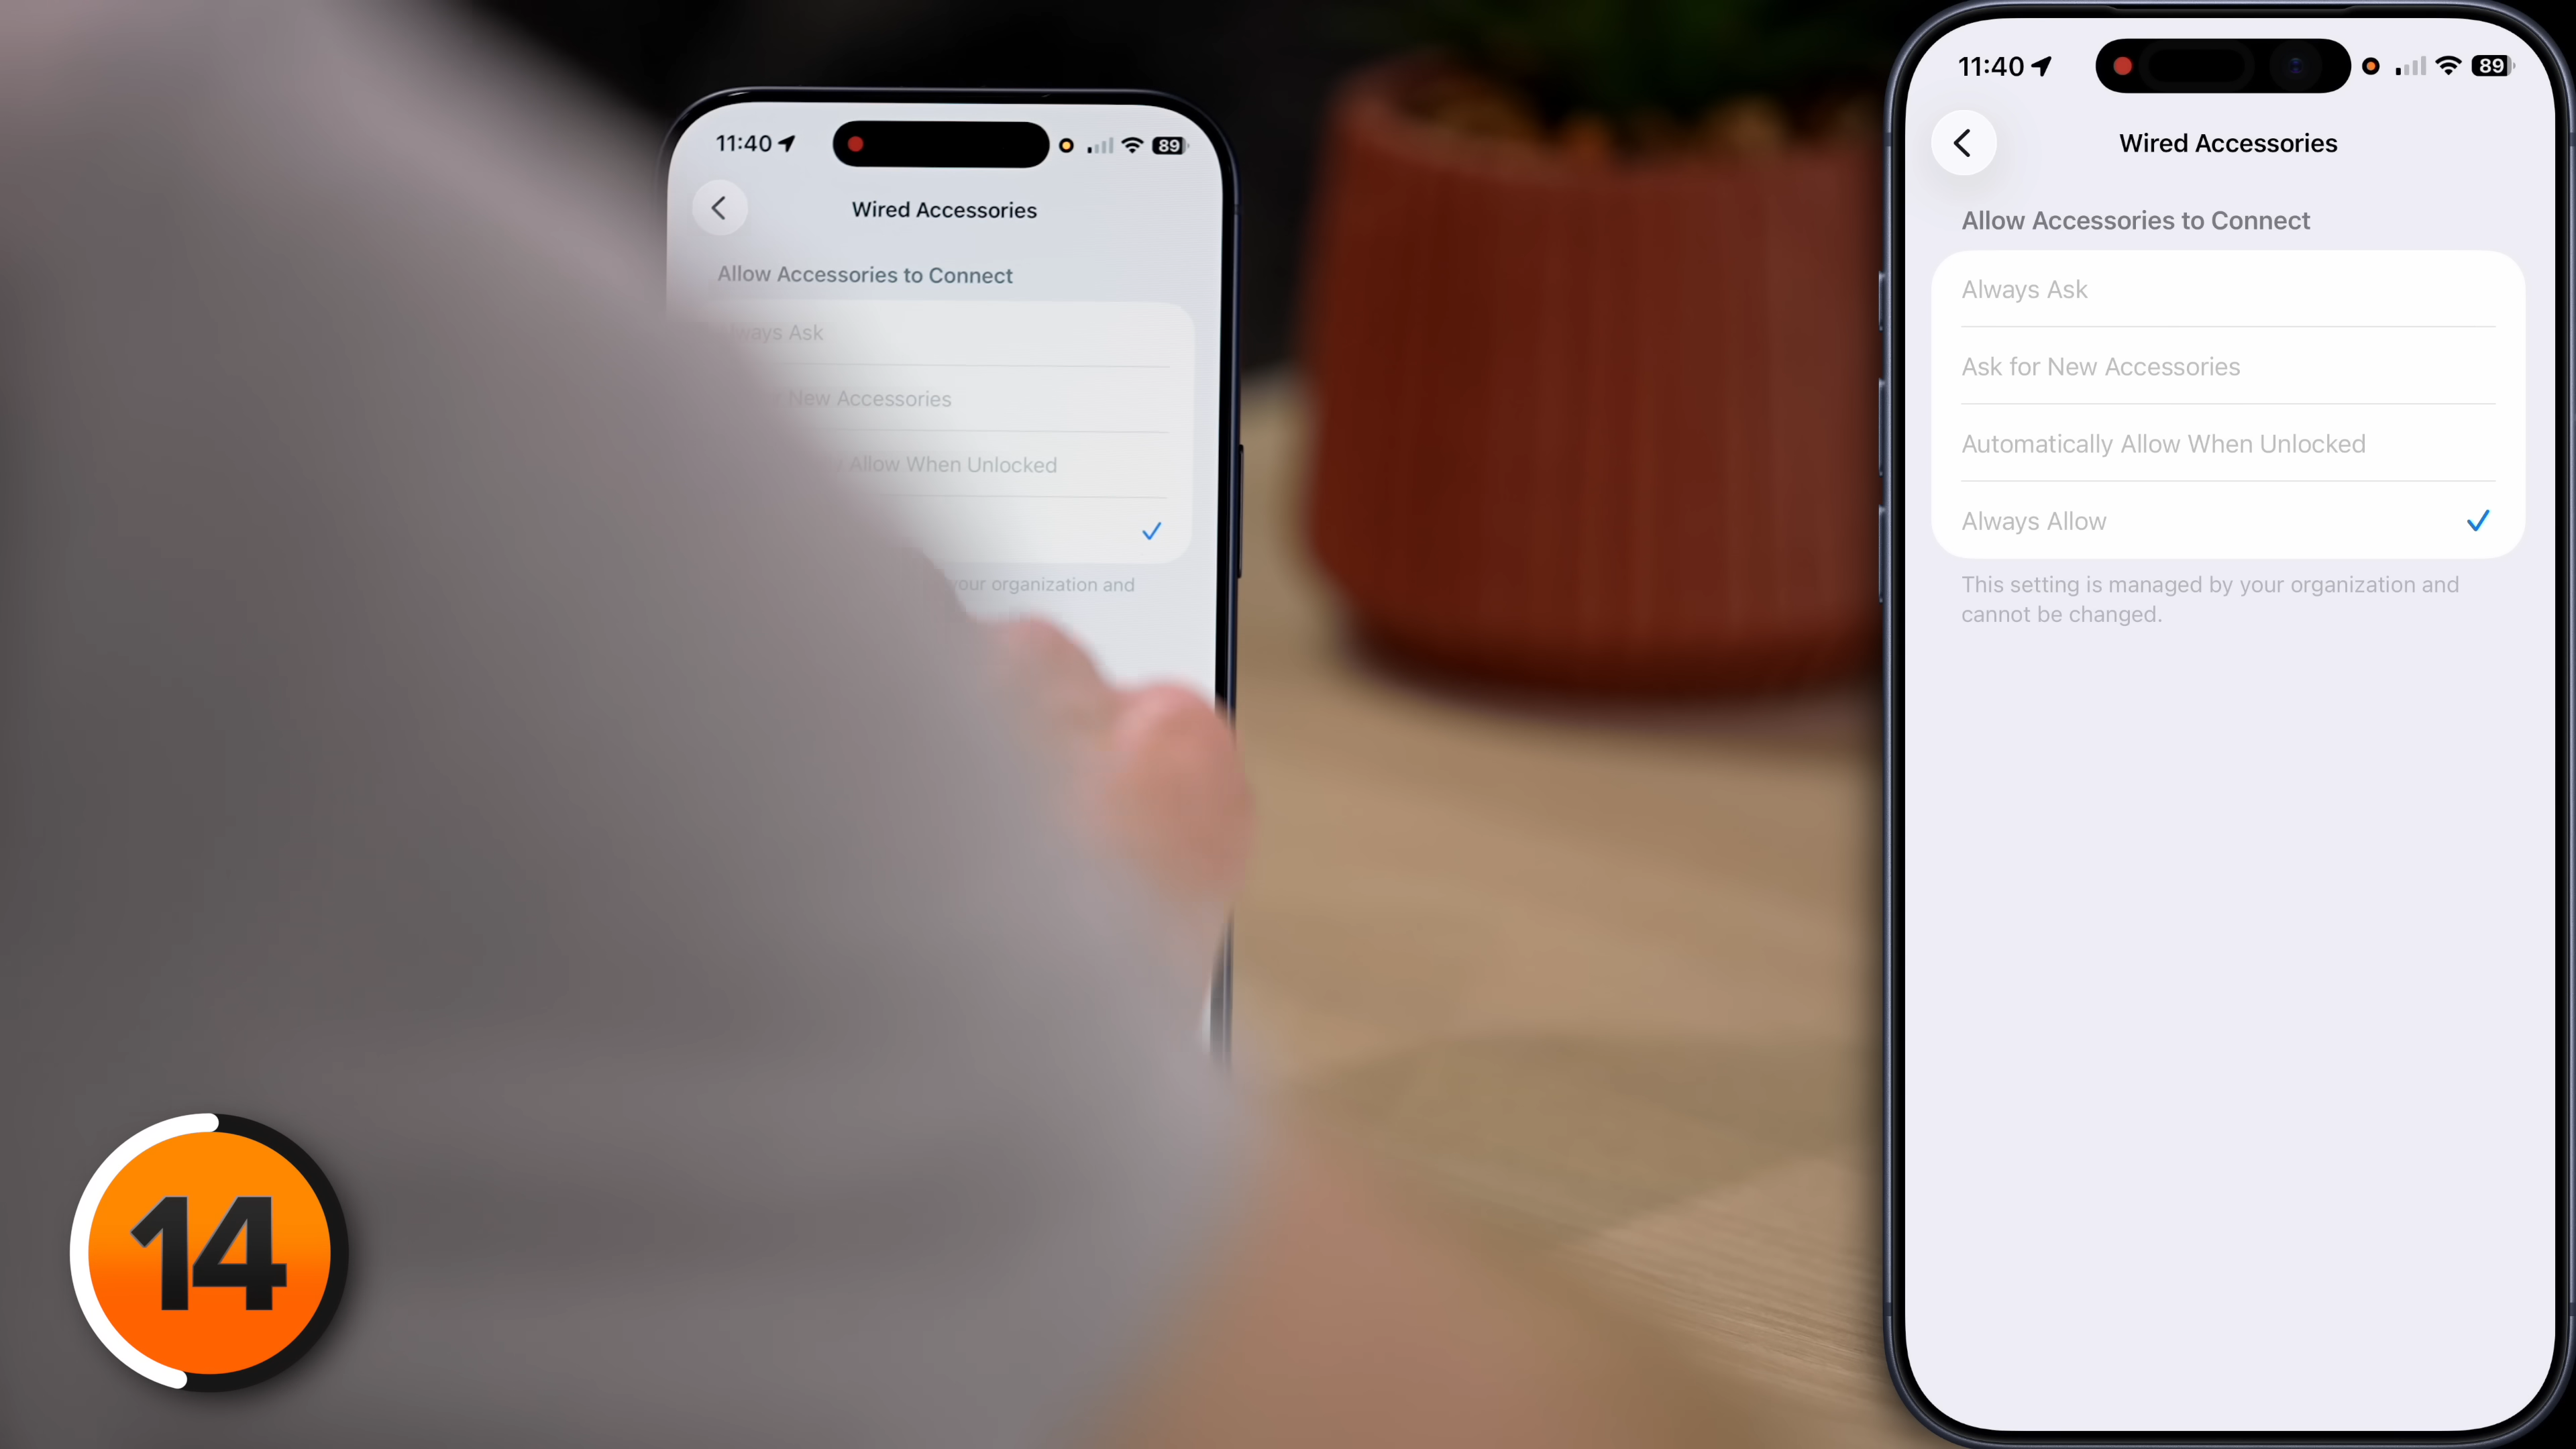 11:40
89
Wired Accessories
Allow Accessories to Connect
Ask
New Accessories
Allow When Unlocked
your organization and
14
11:40
89
Wired Accessories
Allow Accessories to Connect
Always Ask
Ask for New Accessories
Automatically Allow When Unlocked
Always Allow
This setting is managed by your organization and
cannot be changed.